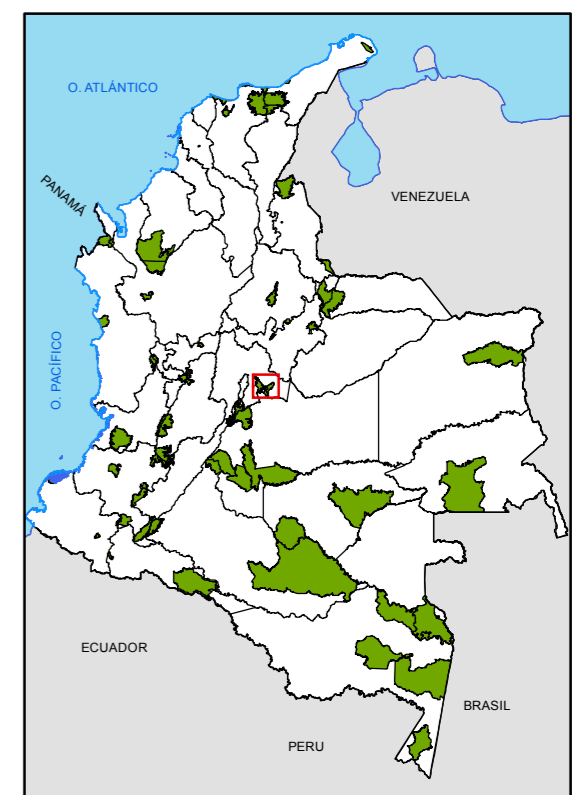 O. ATLÁNTICO
PANAMÁ
VENEZUELA
O. PACÍFICO
ECUADOR
BRASIL
PERU